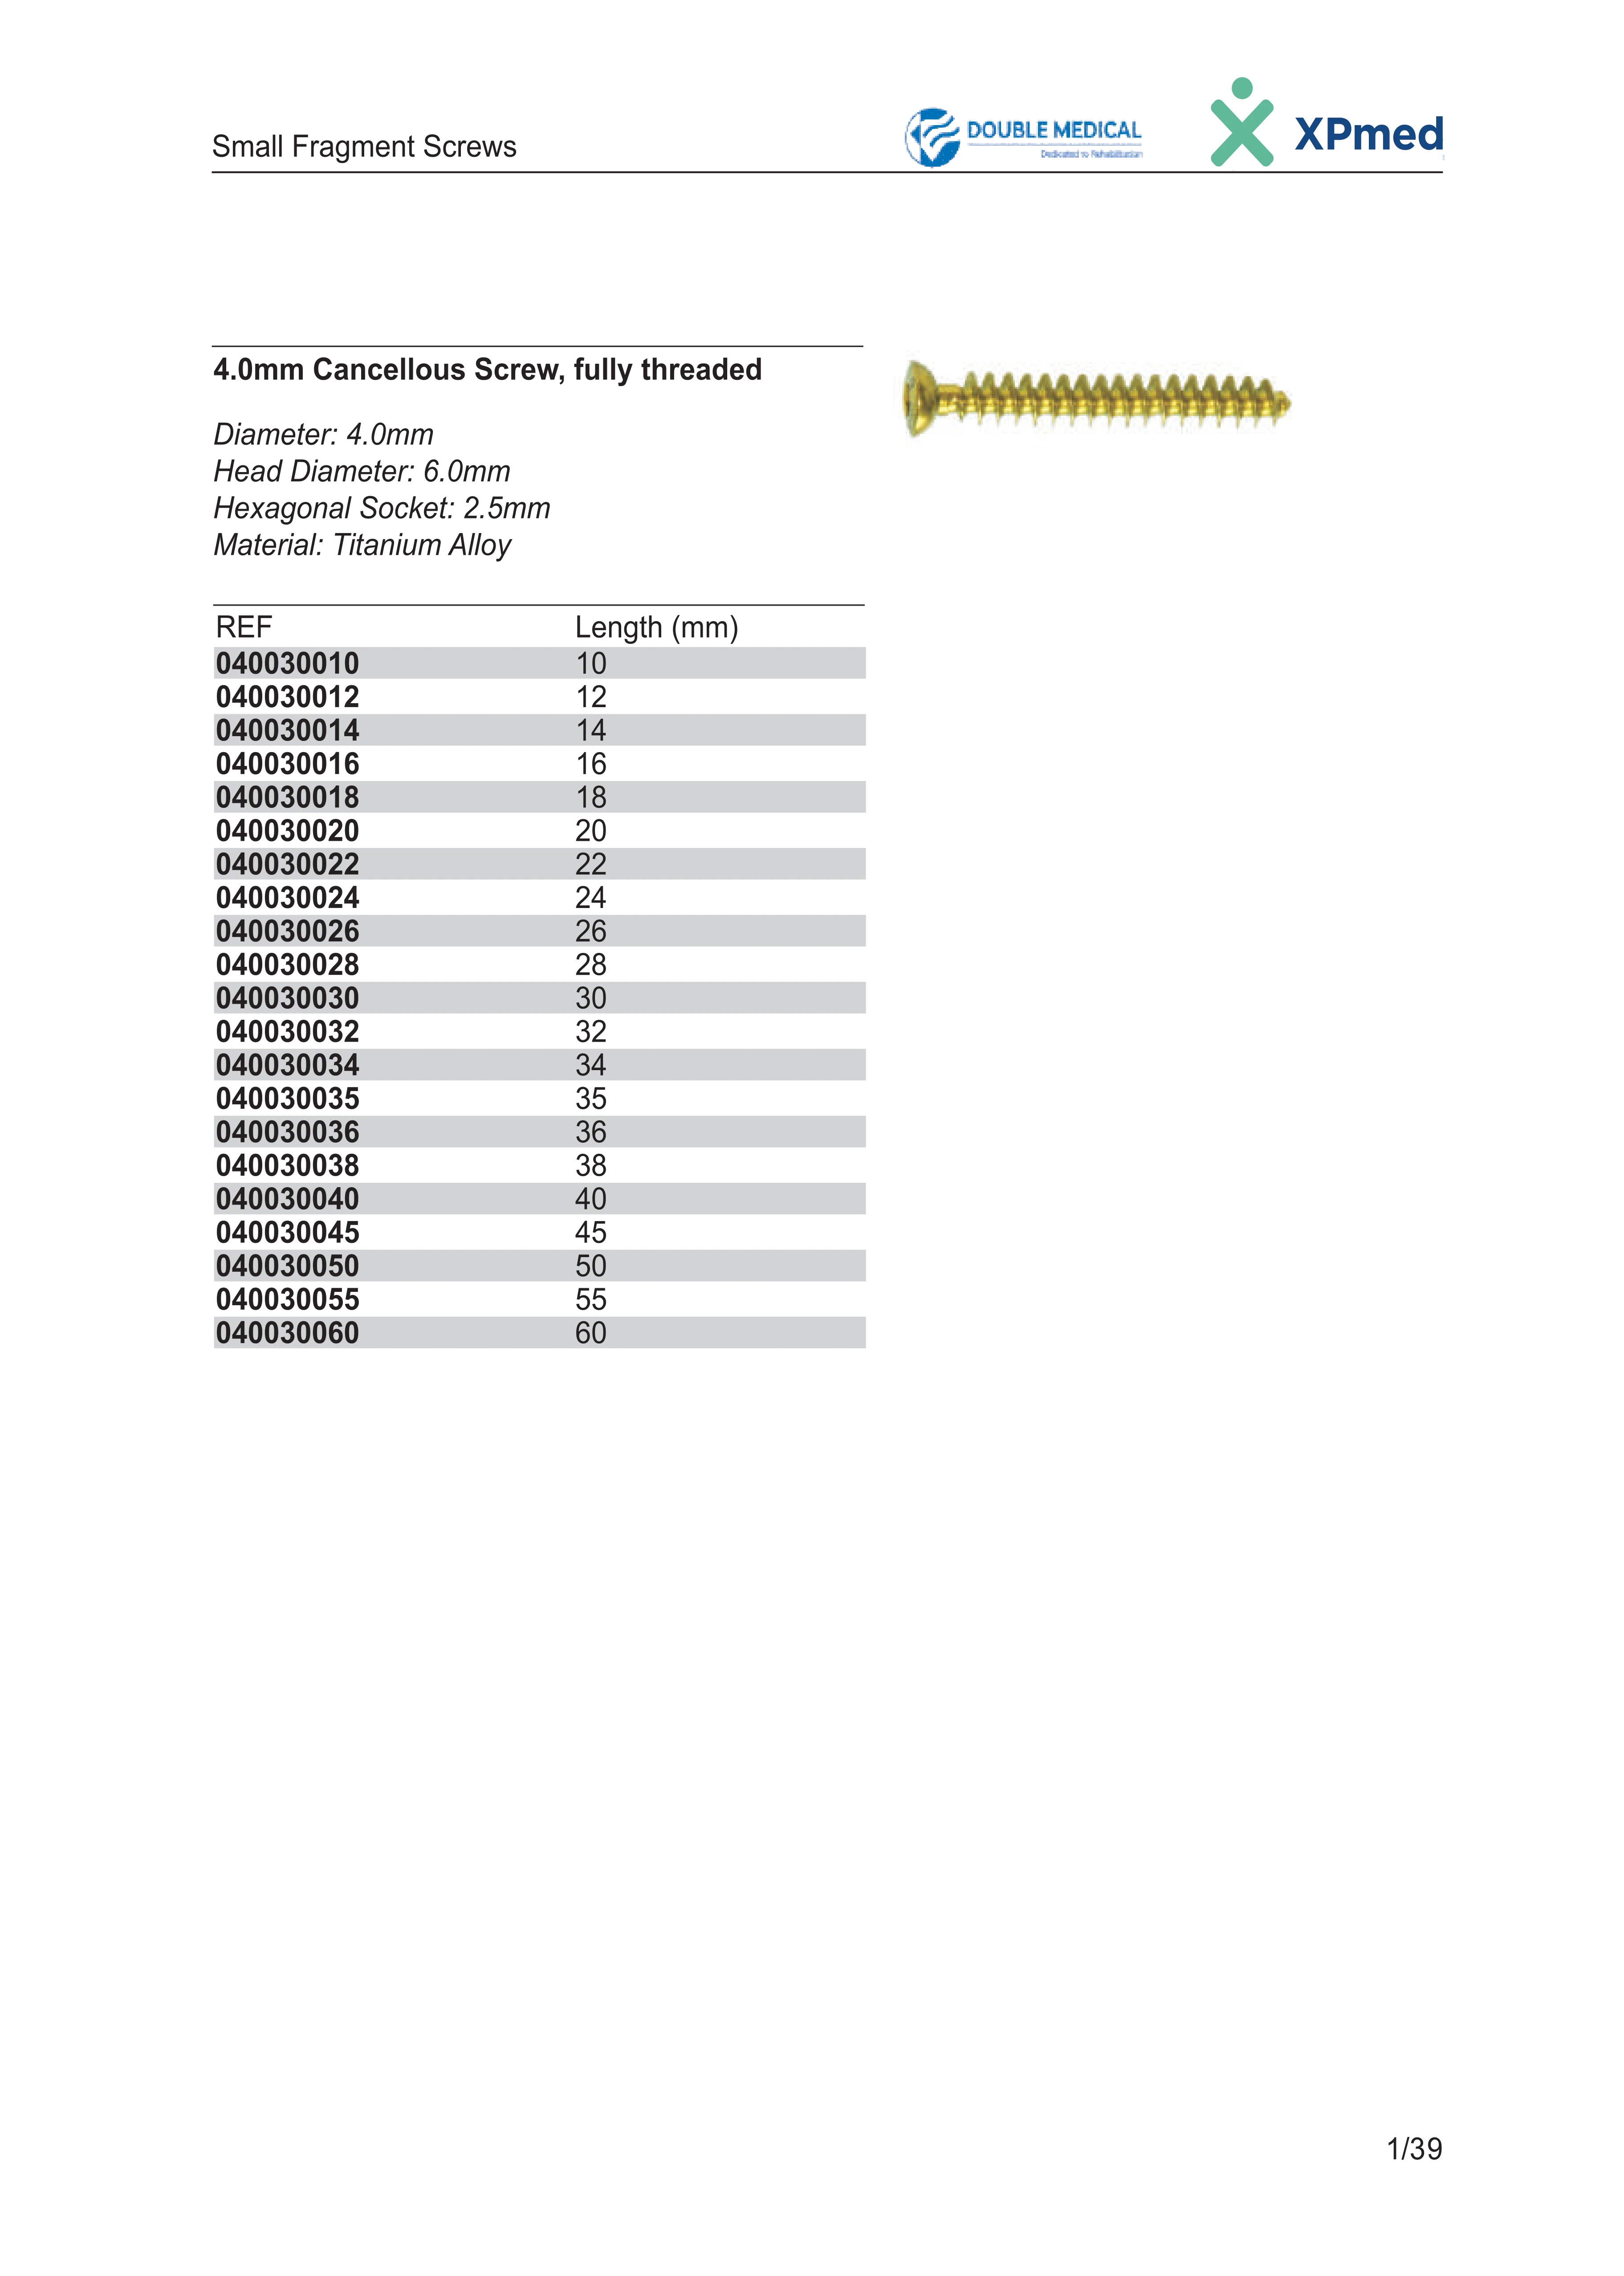 Small Fragment Screws
DOUBLE MEDICAL
Dedicated to Rehabilitation
XPmed
4.0mm Cancellous Screw, fully threaded
Diameter: 4.0mm
Head Diameter: 6.0mm
Hexagonal Socket: 2.5mm
Material: Titanium Alloy
REF Length (mm)
040030010 10
040030012 12
040030014 14
040030016 16
040030018 18
040030020 20
040030022 22
040030024 24
040030026 26
040030028 28
040030030 30
040030032 32
040030034 34
040030035 35
040030036 36
040030038 38
040030040 40
040030045 45
040030050 50
040030055 55
040030060 60
1/39